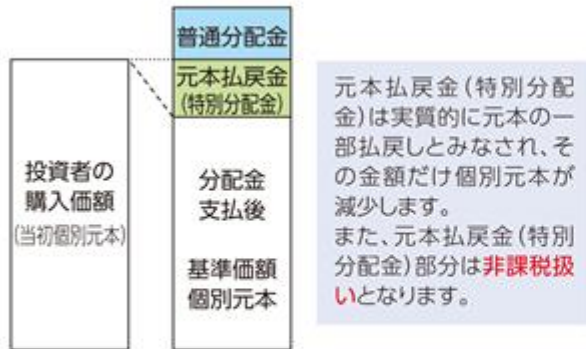 普通分配金
元本払戻金
(特別分配金)
投資者の
購入価額
(当初個別元本)
分配金
支払後
基準価額
個別元本
元本払戻金(特別分配
金)は実質的に元本の一
部払戻しとみなされ、そ
の金額だけ個別元本が
減少します。
また、元本払戻金(特別
分配金)部分は非課税扱
いとなります。